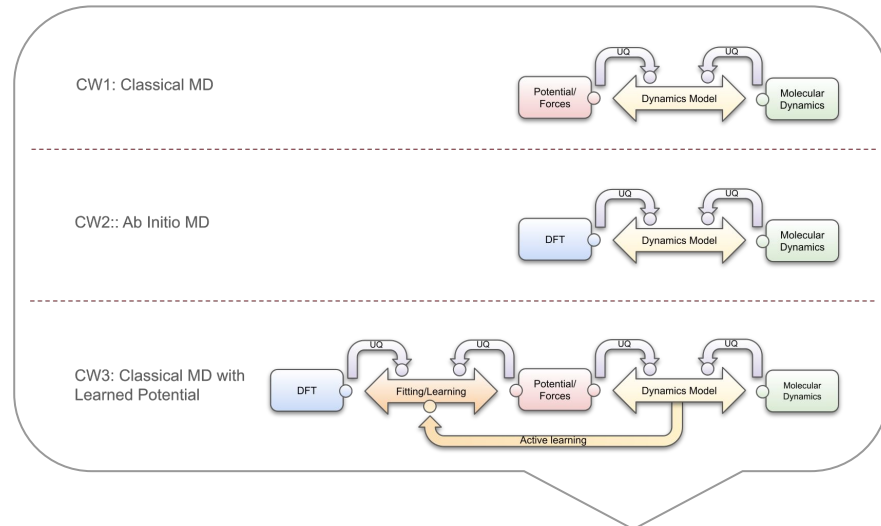 UQ
UQ
CW1: Classical MD
Potential/
Forces
Dynamics Model
Molecular
Dynamics
UQ
UQ
CW2:: Ab Initio MD
DFT
Dynamics Model
Molecular
Dynamics
UQ
UQ
UQ
UQ
CW3: Classical MD with
Learned Potential
DFT
Fitting/Learning
Potential/
Forces
Dynamics Model
Molecular
Dynamics
Active learning